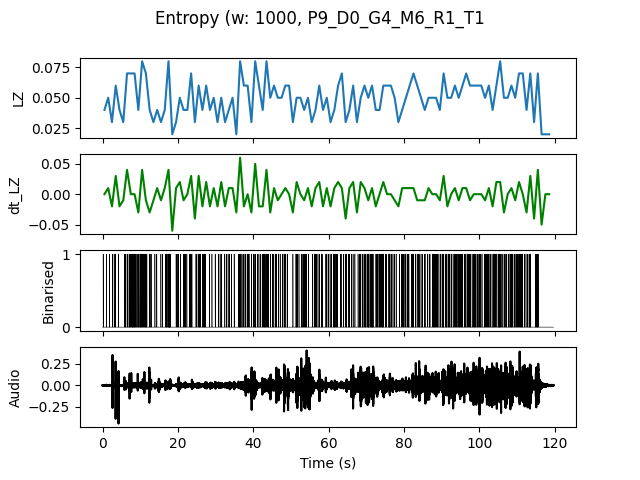 Entropy (w: 1000, P9_D0_G4_M6_R1_T1
0.075
0.050
0.025
LZ
0.05
0.00
−0.05
dt_LZ
1
0
Binarised
0.25
0.00
−0.25
Audio
0 20 40 60 80 100 120
Time (s)